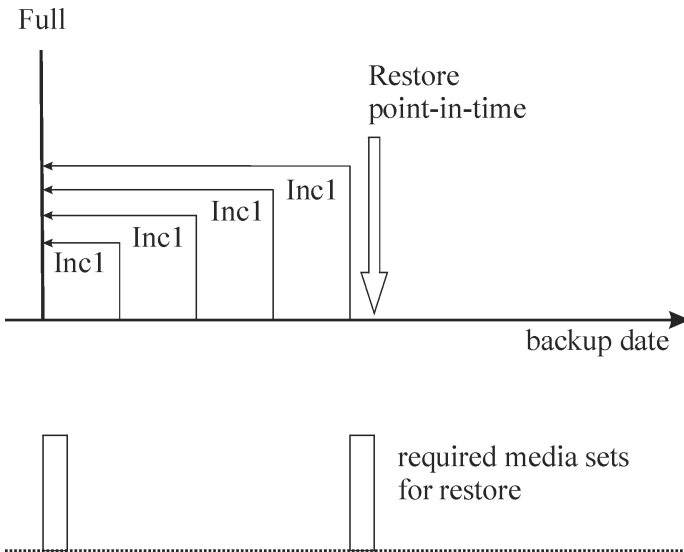 Full
Restore
point-in-time
Inc1
Inc1
Inc1
Inc1
backup date
required media sets
for restore